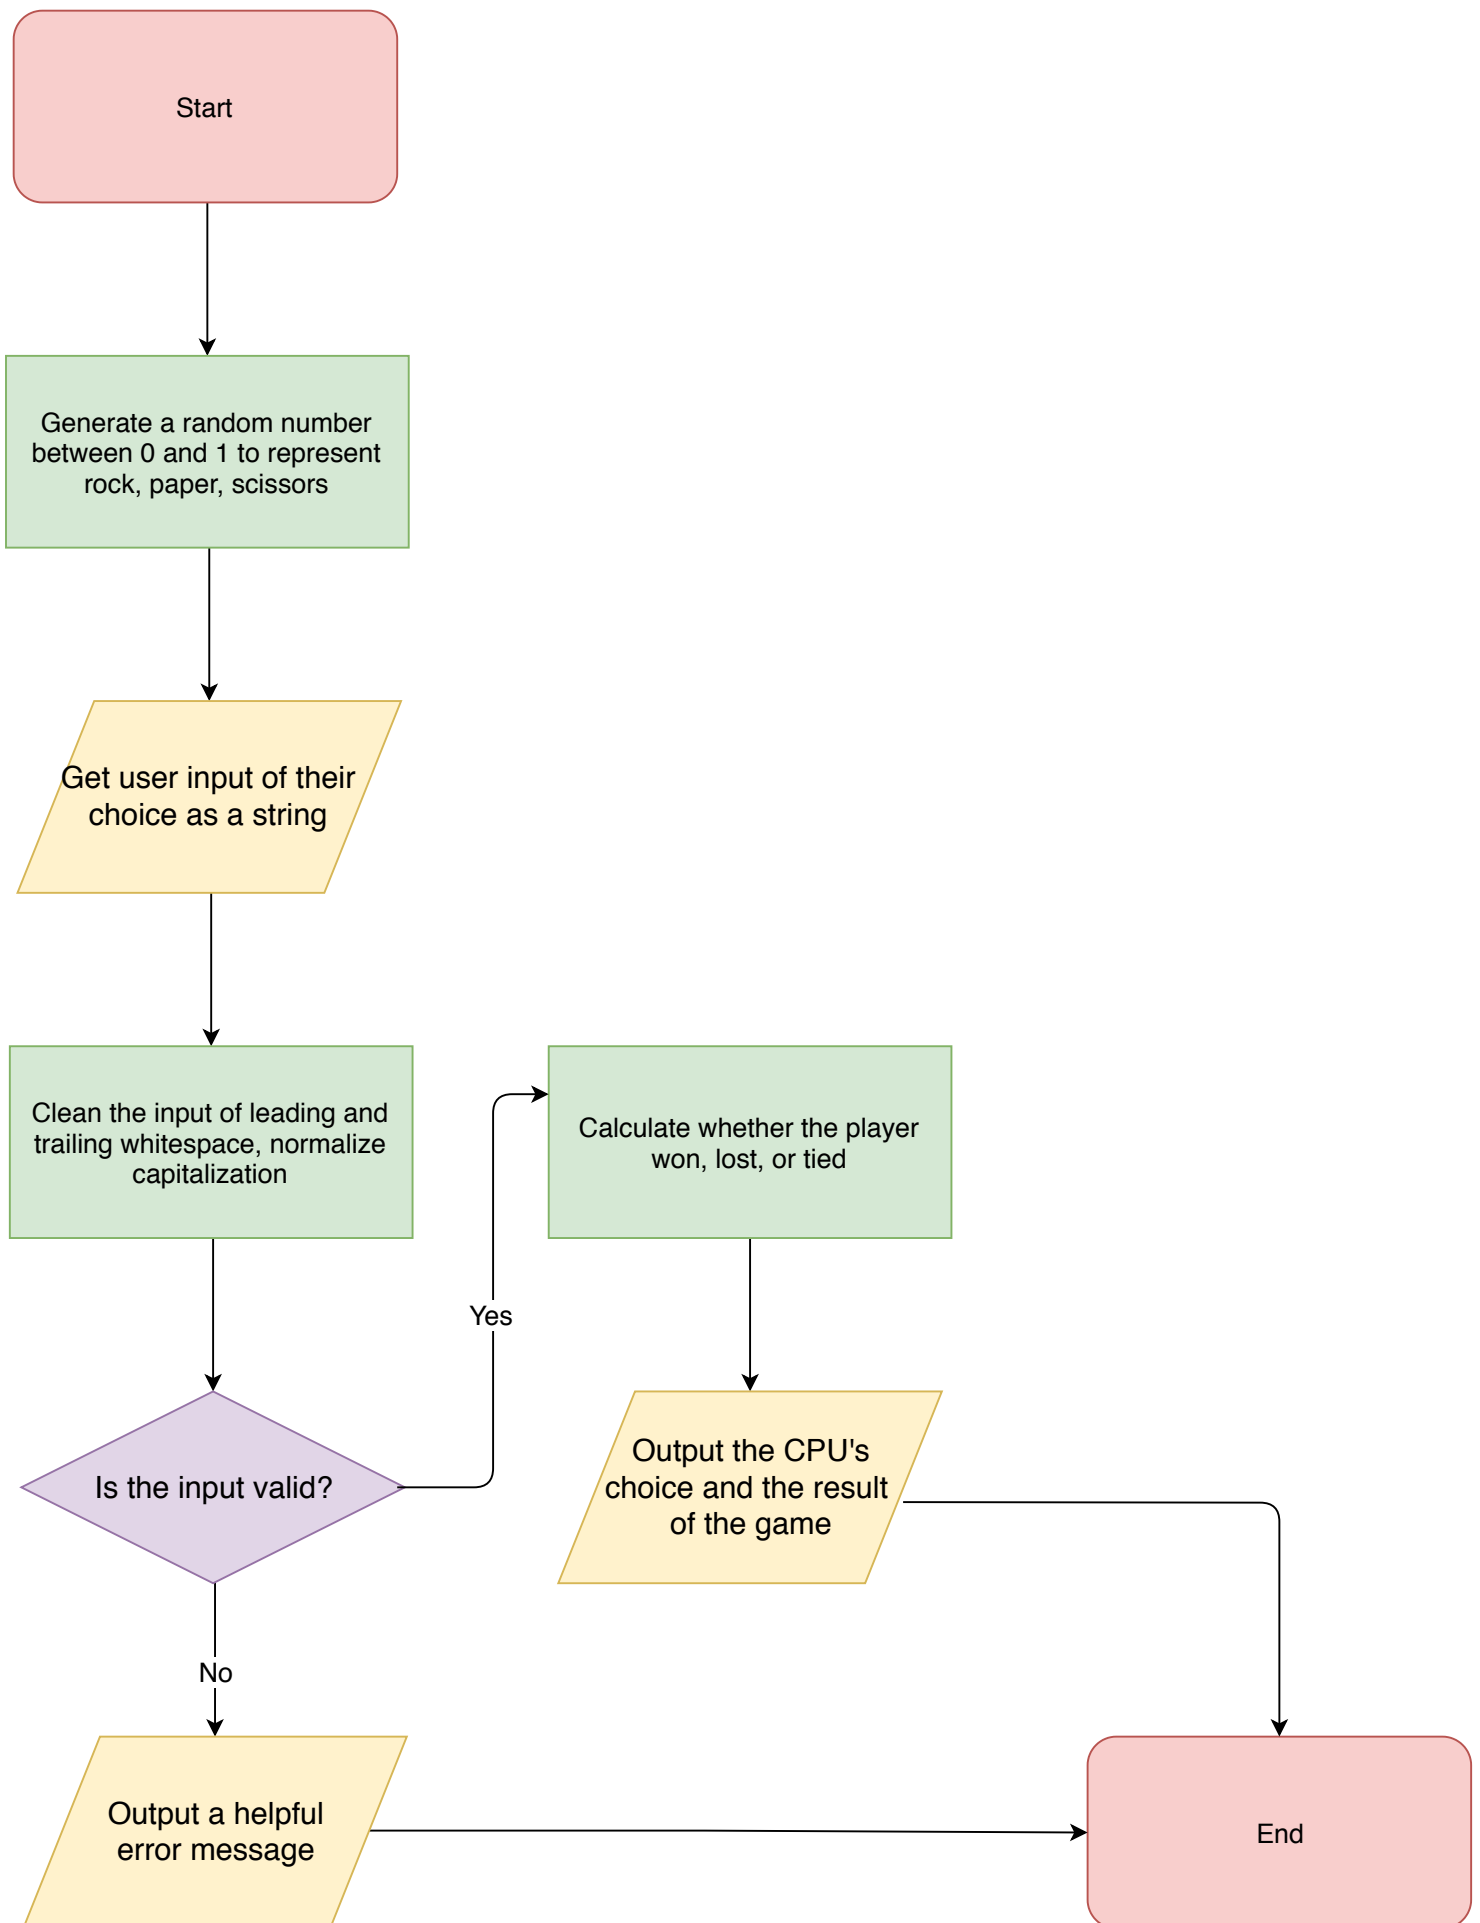 Start
Generate a random number
between 0 and 1 to represent
rock, paper, scissors
Get user input of their
choice as a string
Clean the input of leading and
trailing whitespace, normalize
capitalization
Calculate whether the player
won, lost, or tied
Yes
Is the input valid?
Output the CPU's
choice and the result
of the game
No
Output a helpful
error message
End